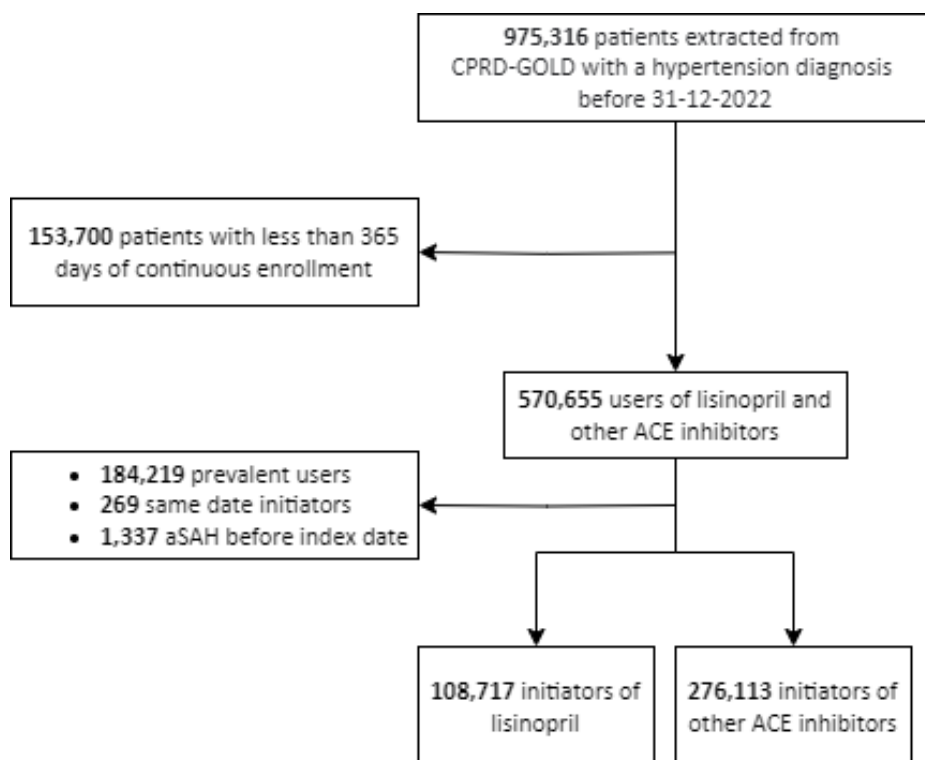 975,316 patients extracted from
CPRD-GOLD with a hypertension diagnosis
before 31-12-2022
153,700 patients with less than 365
days of continuous enrollment
570,655 users of lisinopril and
other ACE inhibitors
• 184,219 prevalent users
• 269 same date initiators
• 1,337 aSAH before index date
108,717 initiators of
lisinopril
276,113 initiators of
other ACE inhibitors